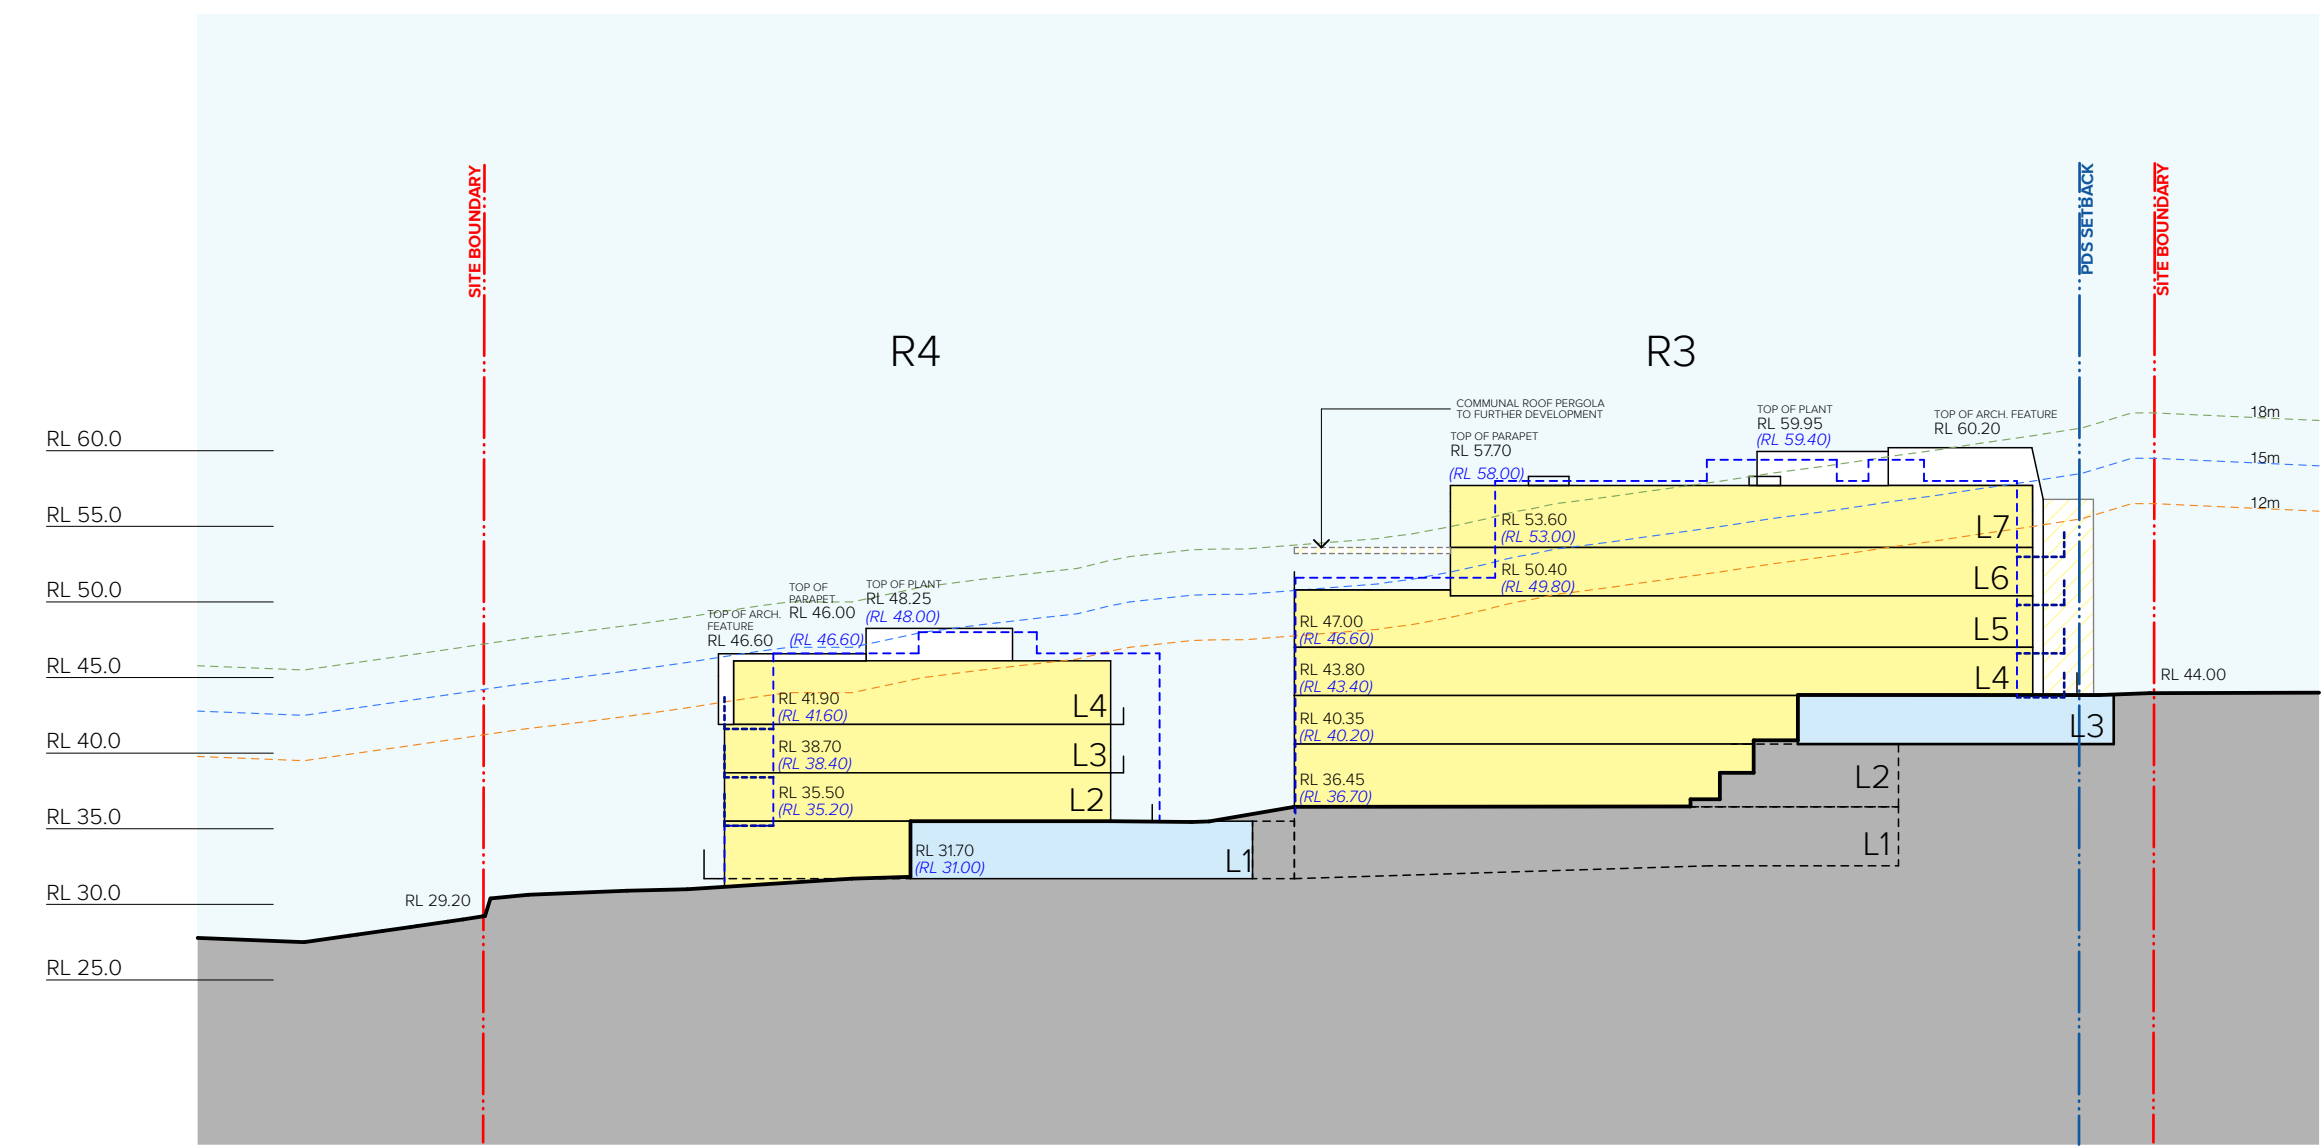 SITE BOUNDARY
PDS SETBACK
SITE BOUNDARY
R4
R3
RL 60.0
RL 55.0
RL 50.0
RL 45.0
RL 40.0
RL 35.0
RL 30.0
RL 25.0
COMMUNAL ROOF PERGOLA
TO FURTHER DEVELOPMENT
TOP OF PARAPET
RL 57.70
(RL 58.00)
TOP OF PLANT
RL 59.95
(RL 59.40)
TOP OF ARCH. FEATURE
RL 60.20
18m
15m
12m
TOP OF ARCH.
FEATURE
RL 46.60
TOP OF
PARAPET
RL 46.00
(RL 46.60)
TOP OF PLANT
RL 48.25
(RL 48.00)
RL 41.90
(RL 41.60)
L4
RL 38.70
(RL 38.40)
L3
RL 35.50
(RL 35.20)
L2
RL 31.70
(RL 31.00)
L1
RL 29.20
RL 53.60
(RL 53.00)
L7
RL 50.40
(RL 49.80)
L6
RL 47.00
(RL 46.60)
L5
RL 43.80
(RL 43.40)
L4
RL 40.35
(RL 40.20)
L3
RL 36.45
(RL 36.70)
L2
L1
RL 44.00